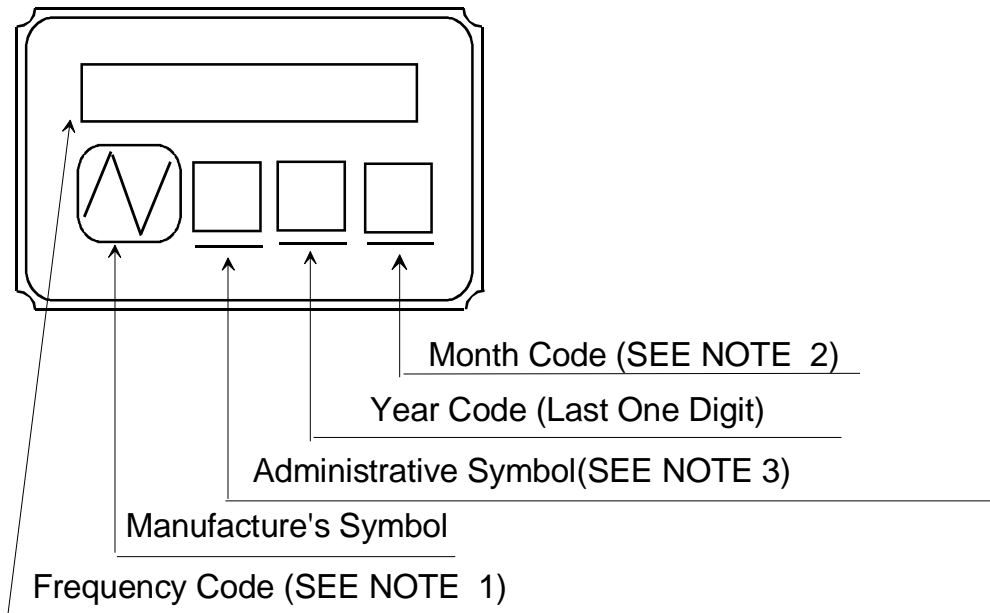 Month Code (SEE NOTE 2)
Year Code (Last One Digit)
Administrative Symbol(SEE NOTE 3)
Manufacture's Symbol
Frequency Code (SEE NOTE 1)